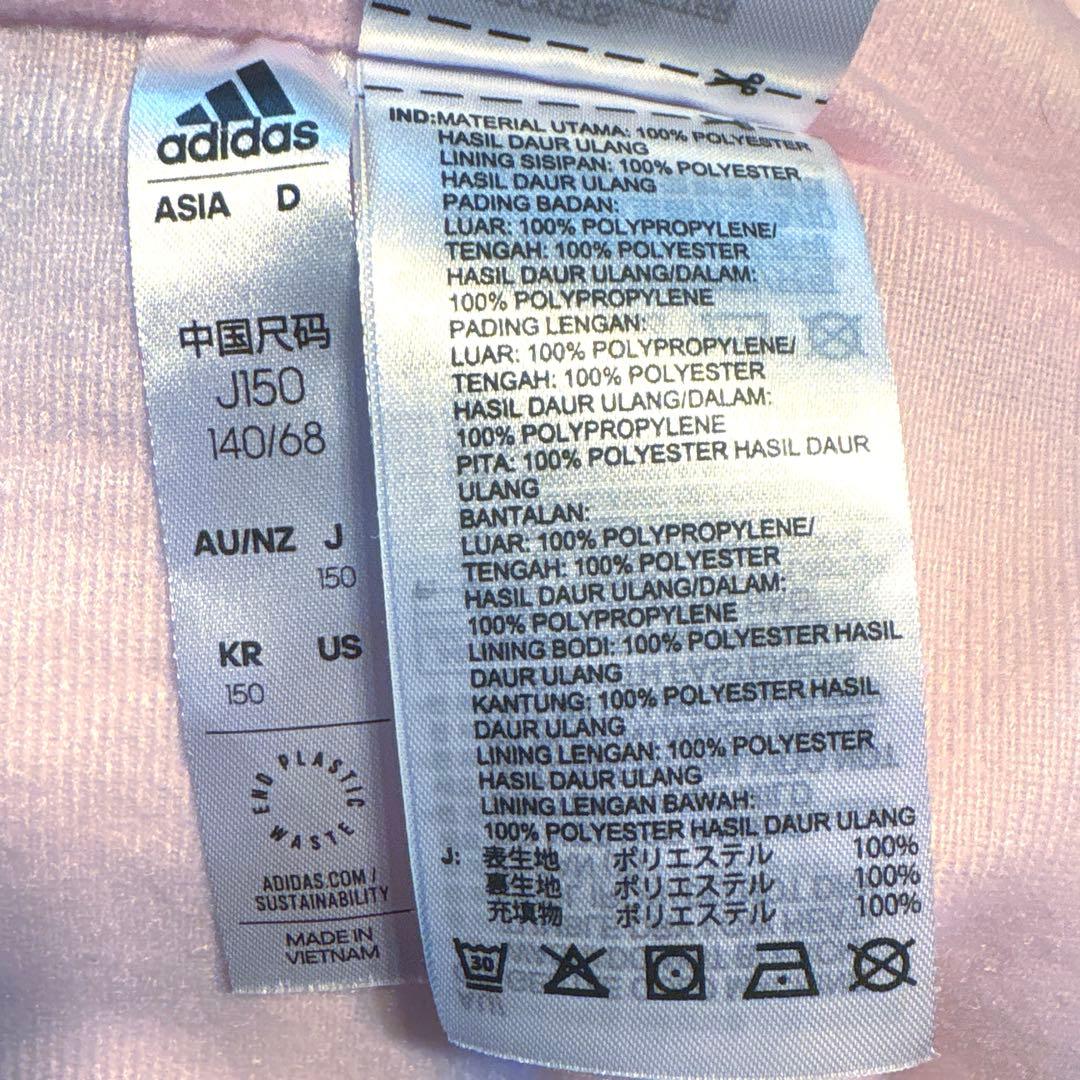 adidas
ASIA D
中国尺码
J150
140/68
AU/NZ J
150
KR US
150
END PLASTIC WASTE
ADIDAS.COM/
SUSTAINABILITY
MADE IN
VIETNAM
IND:MATERIAL UTAMA: 100% POLYESTER
HASIL DAUR ULANG
LINING SISIPAN: 100% POLYESTER
HASIL DAUR ULANG
PADING BADAN:
LUAR: 100% POLYPROPYLENE/
TENGAH: 100% POLYESTER
HASIL DAUR ULANG/DALAM:
100% POLYPROPYLENE
PADING LENGAN:
LUAR: 100% POLYPROPYLENE/
TENGAH: 100% POLYESTER
HASIL DAUR ULANG/DALAM:
100% POLYPROPYLENE
PITA: 100% POLYESTER HASIL DAUR
ULANG
BANTALAN:
LUAR: 100% POLYPROPYLENE/
TENGAH: 100% POLYESTER
HASIL DAUR ULANG/DALAM:
100% POLYPROPYLENE
LINING BODI: 100% POLYESTER HASIL
DAUR ULANG
KANTUNG: 100% POLYESTER HASIL
DAUR ULANG
LINING LENGAN: 100% POLYESTER
HASIL DAUR ULANG
LINING LENGAN BAWAH:
100% POLYESTER HASIL DAUR ULANG
J: 表生地 ポリエステル 100%
裏生地 ポリエステル 100%
充填物 ポリエステル 100%
30